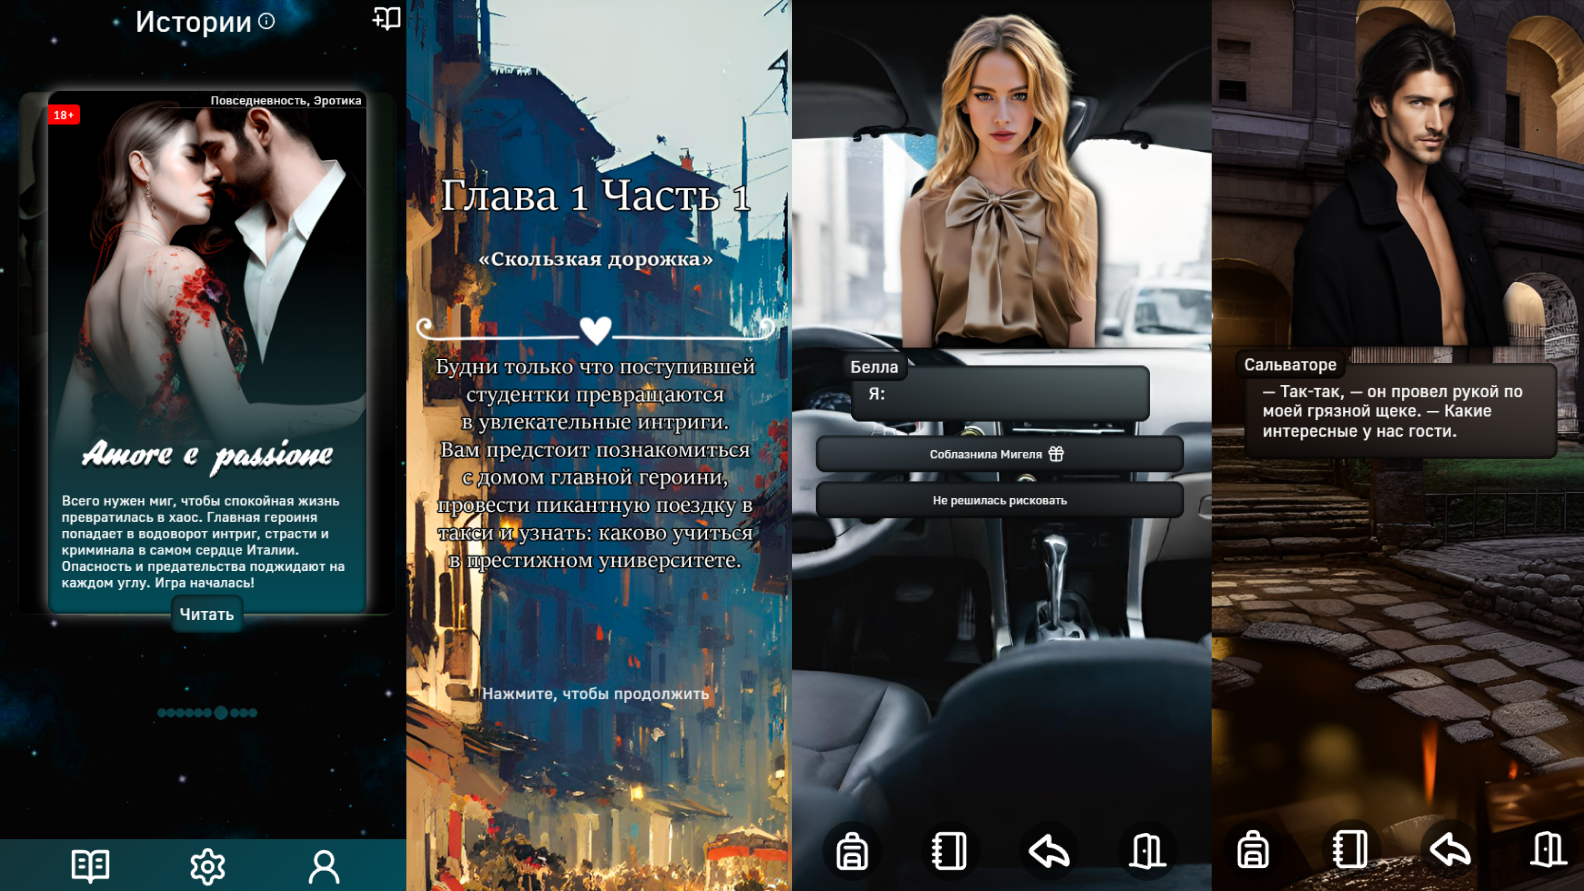 Истории
Повседневность, Эротика
18+
Amore e passione
Всего нужен миг, чтобы спокойная жизнь
превратилась в хаос. Главная героиня
попадает в водоворот интриг, страсти и
криминала в самом сердце Италии.
Опасность и предательства поджидают на
каждом углу. Игра началась!
Читать
Глава 1 Часть 1
«Скользкая дорожка»
Будни только что поступившей
студентки превращаются
в увлекательные интриги.
Вам предстоит познакомиться
с домом главной героини,
провести пикантную поездку в
такси и узнать: каково учиться
в престижном университете.
Нажмите, чтобы продолжить
Белла
Я:
Соблазнила Мигеля
Не решилась рисковать
Сальваторе
— Так-так, — он провел рукой по
моей грязной щеке. — Какие
интересные у нас гости.